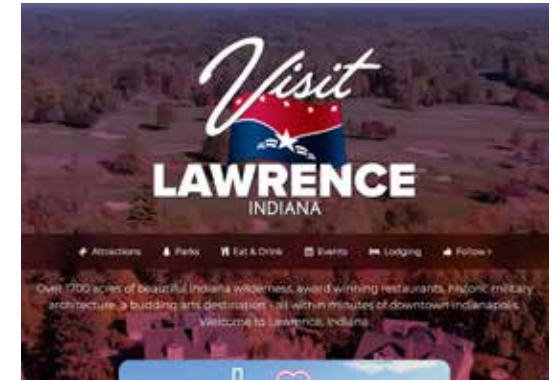 Visit
LAWRENCE
INDIANA
Attractions Parks Eat & Drink Events Lodging Follow >
Over 1700 acres of beautiful Indiana wilderness, award winning restaurants, historic military
architecture, a budding arts destination - all within minutes of downtown Indianapolis.
Welcome to Lawrence, Indiana.